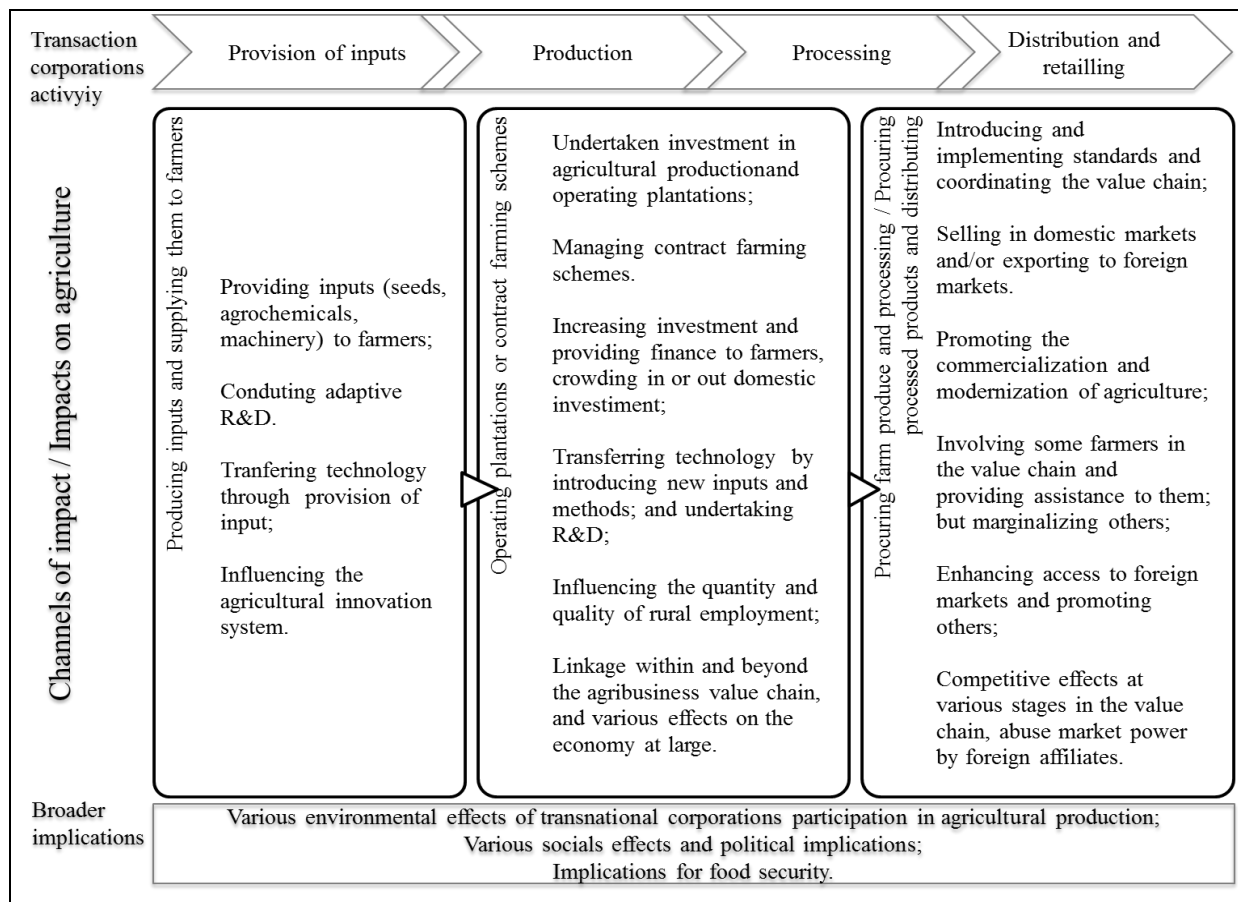 Transaction
corporations
activyiy
Provision of inputs
Production
Processing
Distribution and
retailling
Channels of impact / Impacts on agriculture
Producing inputs and supplying them to farmers
Providing inputs (seeds,
agrochemicals,
machinery) to farmers;
Conduting adaptive
R&D.
Tranfering technology
through provision of
input;
Influencing the
agricultural innovation
system.
Operating plantations or contract farming schemes
Undertaken investment in
agricultural productionand
operating plantations;
Managing contract farming
schemes.
Increasing investment and
providing finance to farmers,
crowding in or out domestic
investiment;
Transferring technology by
introducing new inputs and
methods; and undertaking
R&D;
Influencing the quantity and
quality of rural employment;
Linkage within and beyond
the agribusiness value chain,
and various effects on the
economy at large.
Procuring farm produce and processing / Procuring
processed products and distributing
Introducing and
implementing standards and
coordinating the value chain;
Selling in domestic markets
and/or exporting to foreign
markets.
Promoting the
commercialization and
modernization of agriculture;
Involving some farmers in
the value chain and
providing assistance to them;
but marginalizing others;
Enhancing access to foreign
markets and promoting
others;
Competitive effects at
various stages in the value
chain, abuse market power
by foreign affiliates.
Broader
implications
Various environmental effects of transnational corporations participation in agricultural production;
Various socials effects and political implications;
Implications for food security.